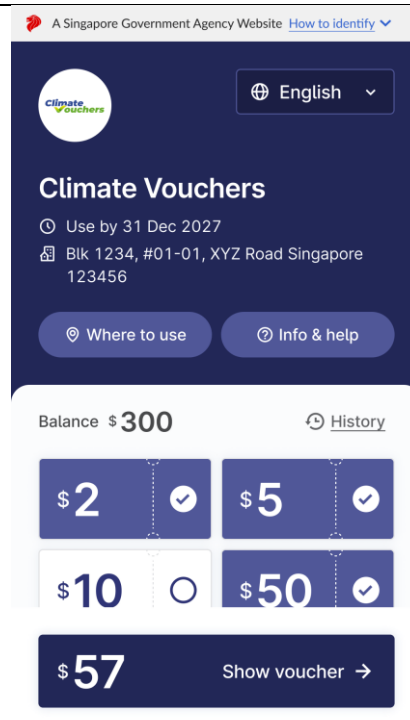 A Singapore Government Agency Website How to identify
Climate
Vouchers
English
Climate Vouchers
Use by 31 Dec 2027
Blk 1234, #01-01, XYZ Road Singapore
123456
Where to use
Info & help
Balance $300
History
$2
$5
$10
$50
$57
Show voucher →